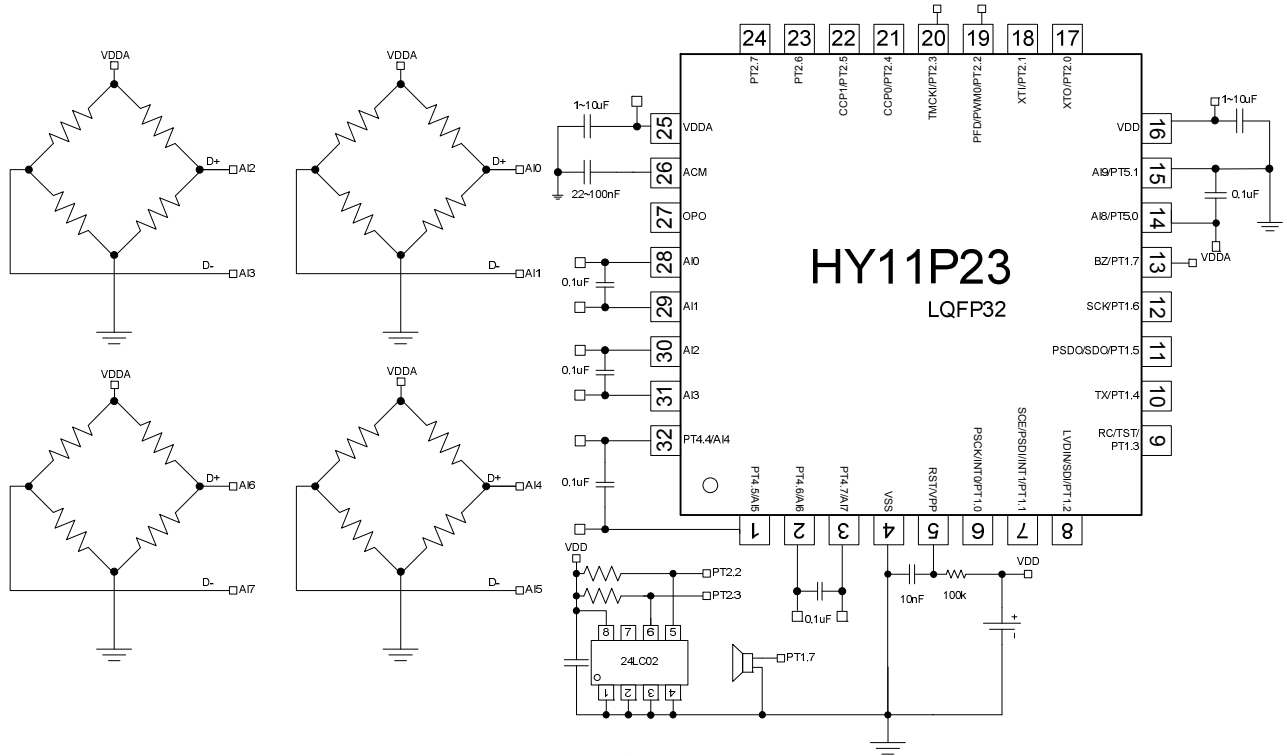 VDDA
D+
AI2
D-
AI3
VDDA
D+
AI0
D-
AI1
VDDA
D+
AI6
D-
AI7
VDDA
D+
AI4
D-
AI5
24
23
22
21
20
19
18
17
PT2.7
PT2.6
CCP1/PT2.5
CCP0/PT2.4
TMCKI/PT2.3
PFD/PWM0/PT2.2
XTI/PT2.1
XTO/PT2.0
1~10uF
25
VDDA
26
ACM
22~100nF
27
OPO
28
AI0
0.1uF
29
AI1
30
AI2
0.1uF
31
AI3
32
PT4.4/AI4
0.1uF
HY11P23
LQFP32
VDD
16
1~10uF
AI9/PT5.1
15
0.1uF
AI8/PT5.0
14
VDDA
BZ/PT1.7
13
SCK/PT1.6
12
PSDO/SDO/PT1.5
11
TX/PT1.4
10
RC/TST/
PT1.3
9
PT4.5/AI5
PT4.6/AI6
PT4.7/AI7
VSS
RST/VPP
PSCK/INT0/PT1.0
SCE/PSDI/INT1/PT1.1
LVDIN/SDI/PT1.2
1
2
3
4
5
6
7
8
VDD
PT2.2
PT2.3
8
7
6
5
24LC02
1
2
3
4
0.1uF
PT1.7
10nF
100k
VDD
+
-